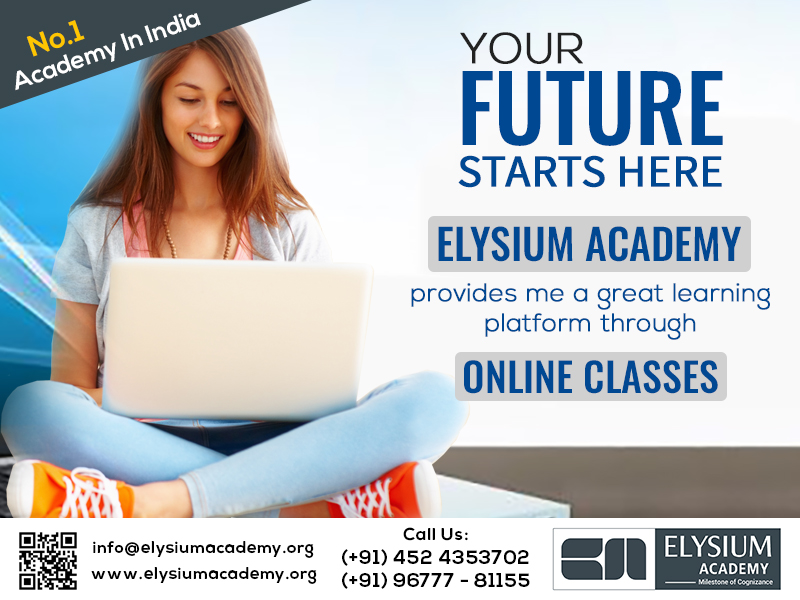 No.1
Academy In India
YOUR
FUTURE
STARTS HERE
ELYSIUM ACADEMY
provides me a great learning
platform through
ONLINE CLASSES
info@elysiumacademy.org
www.elysiumacademy.org
Call Us:
(+91) 452 4353702
(+91) 96777 - 81155
ELYSIUM
ACADEMY
Milestone of Cognizance